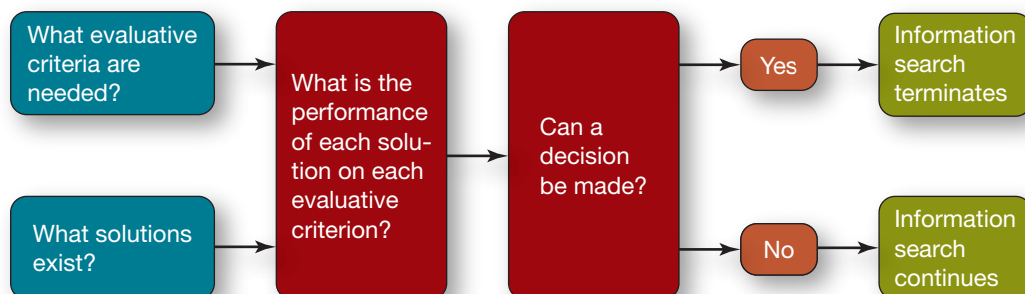 What evaluative
criteria are
needed?
What solutions
exist?
What is the
performance
of each solu-
tion on each
evaluative
criterion?
Can a
decision
be made?
Yes
Information
search
terminates
No
Information
search
continues